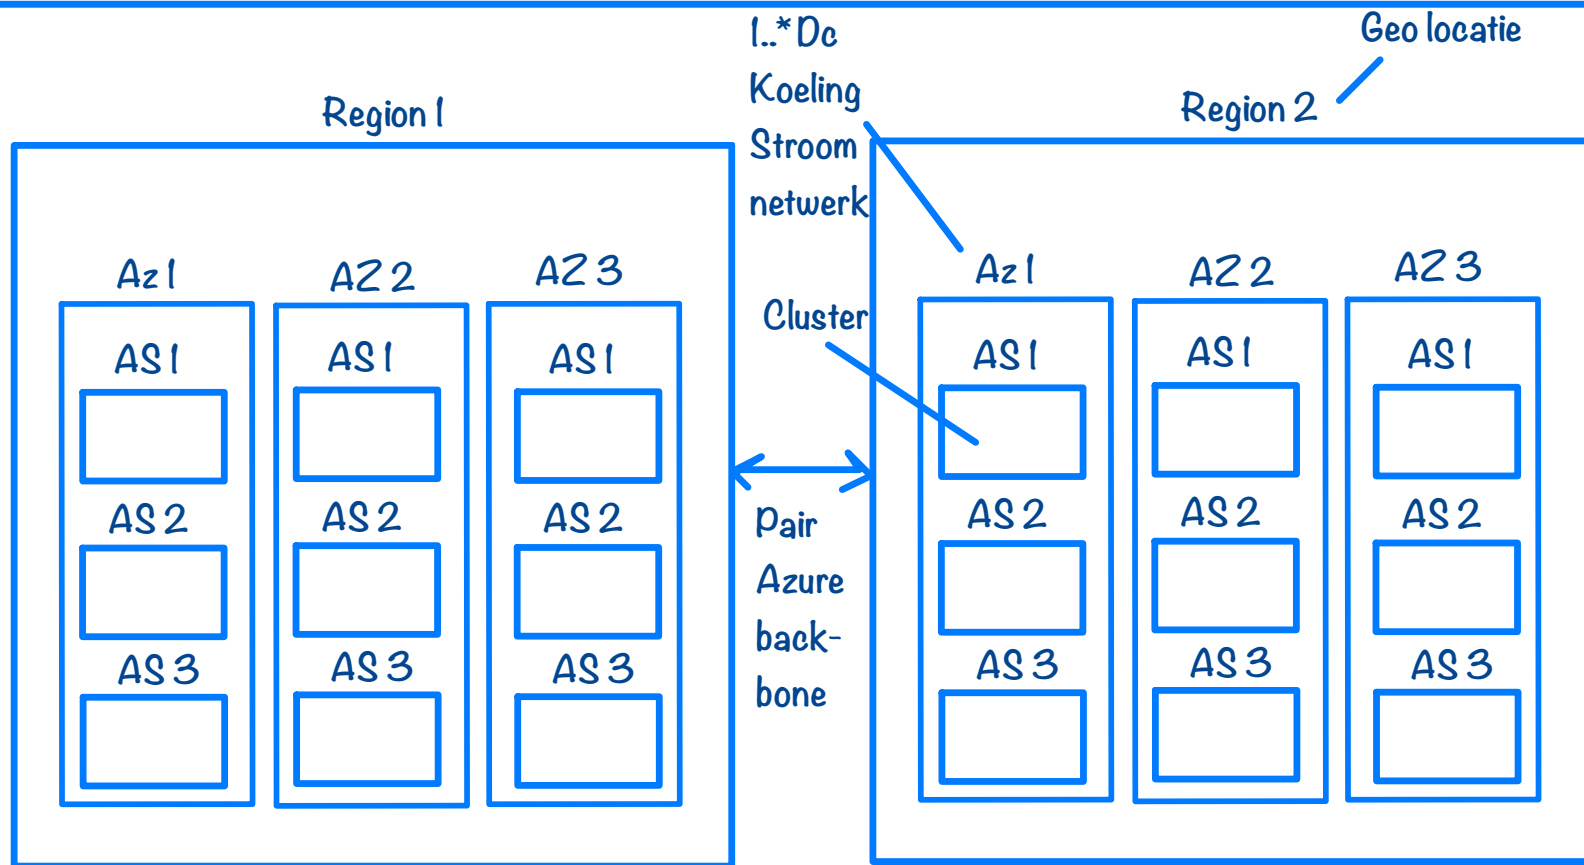 1..* Dc
Koeling
Stroom
netwerk
Geo locatie
Region 1
Region 2
Az 1
AZ 2
AZ 3
AS 1
AS 1
AS 1
AS 2
AS 2
AS 2
AS 3
AS 3
AS 3
Cluster
Pair
Azure
back-
bone
Az 1
AZ 2
AZ 3
AS 1
AS 1
AS 1
AS 2
AS 2
AS 2
AS 3
AS 3
AS 3